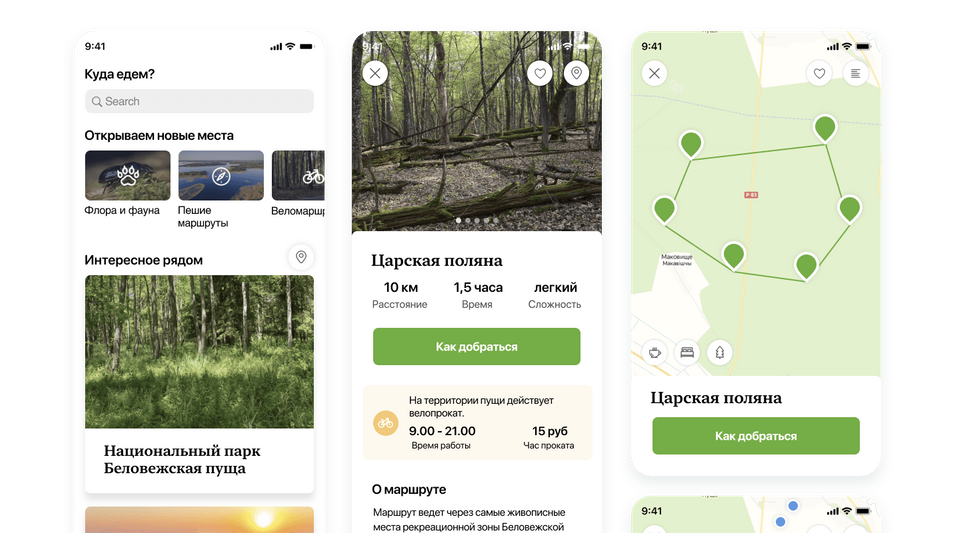 9:41
Куда едем?
Search
Открываем новые места
Флора и фауна
Пешие
маршруты
Веломарш
Интересное рядом
Национальный парк
Беловежская пуща
9:41
Царская поляна
10 км
1,5 часа
легкий
Расстояние
Время
Сложность
Как добраться
На территории пущи действует
велопрокат.
9.00 - 21.00
15 руб
Время работы
Час проката
О маршруте
Маршрут ведет через самые живописные
места рекреационной зоны Беловежской
9:41
Р 83
Маковище
Макавішчы
Царская поляна
Как добраться
9:41